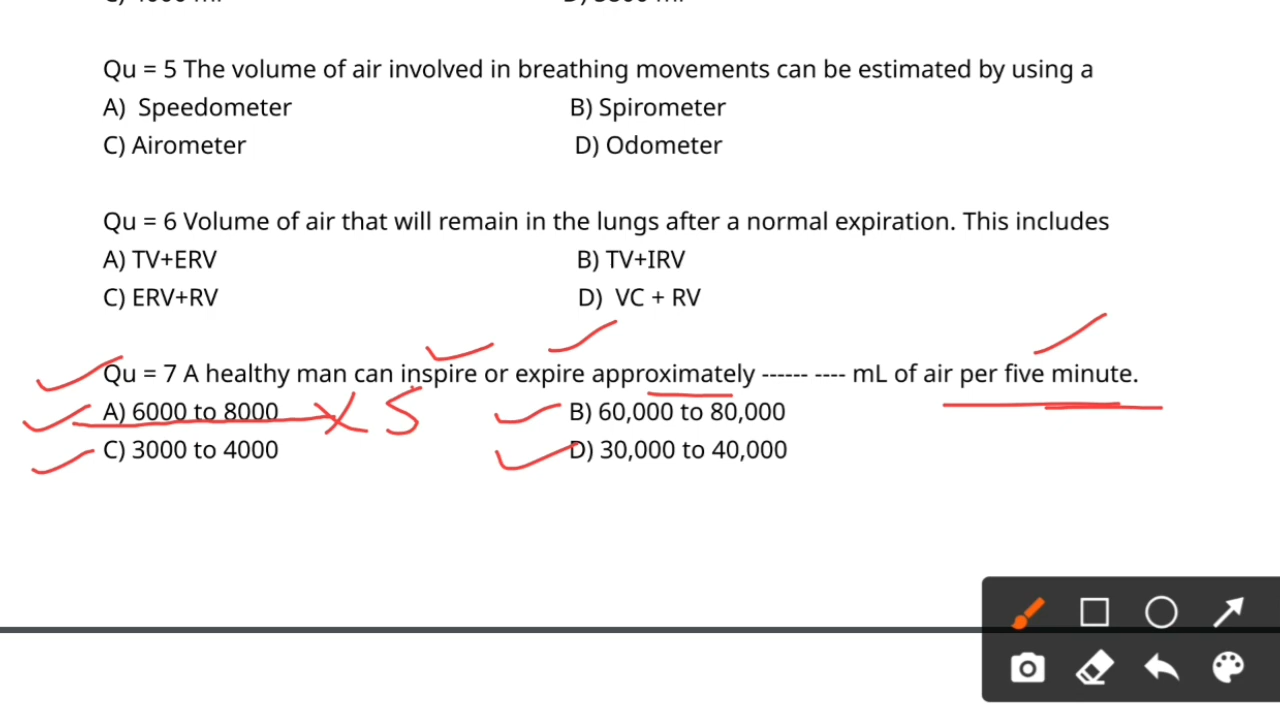 Qu = 5 The volume of air involved in breathing movements can be estimated by using a
A) Speedometer B) Spirometer
C) Airometer D) Odometer
Qu = 6 Volume of air that will remain in the lungs after a normal expiration. This includes
A) TV+ERV B) TV+IRV
C) ERV+RV D) VC + RV
Qu = 7 A healthy man can inspire or expire approximately ------ ---- mL of air per five minute.
A) 6000 to 8000 X 5 B) 60,000 to 80,000
C) 3000 to 4000 D) 30,000 to 40,000